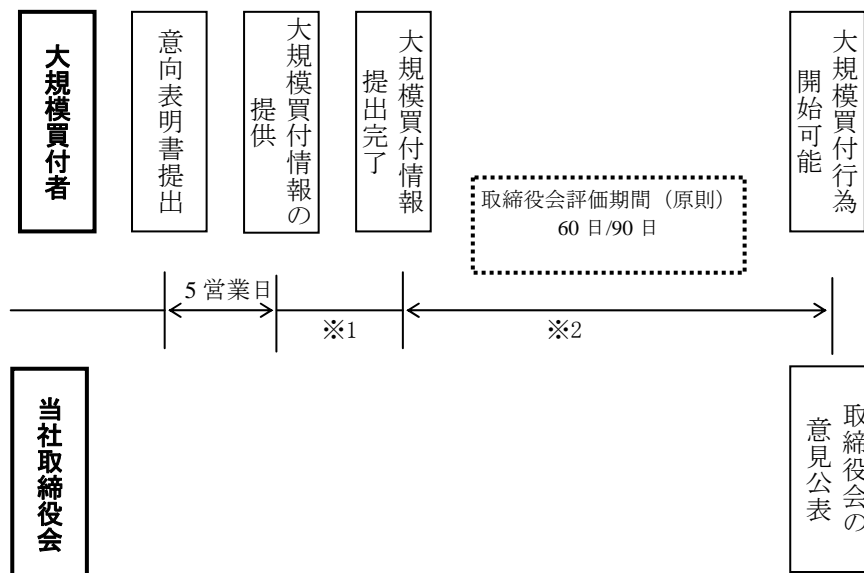 大規模買付者
意向表明書提出
大規模買付情報の
提供
大規模買付情報
提出完了
取締役会評価期間（原則）
60 日/90 日
大規模買付行為
開始可能
5 営業日
※1
※2
当社取締役会
取締役会の
意見公表